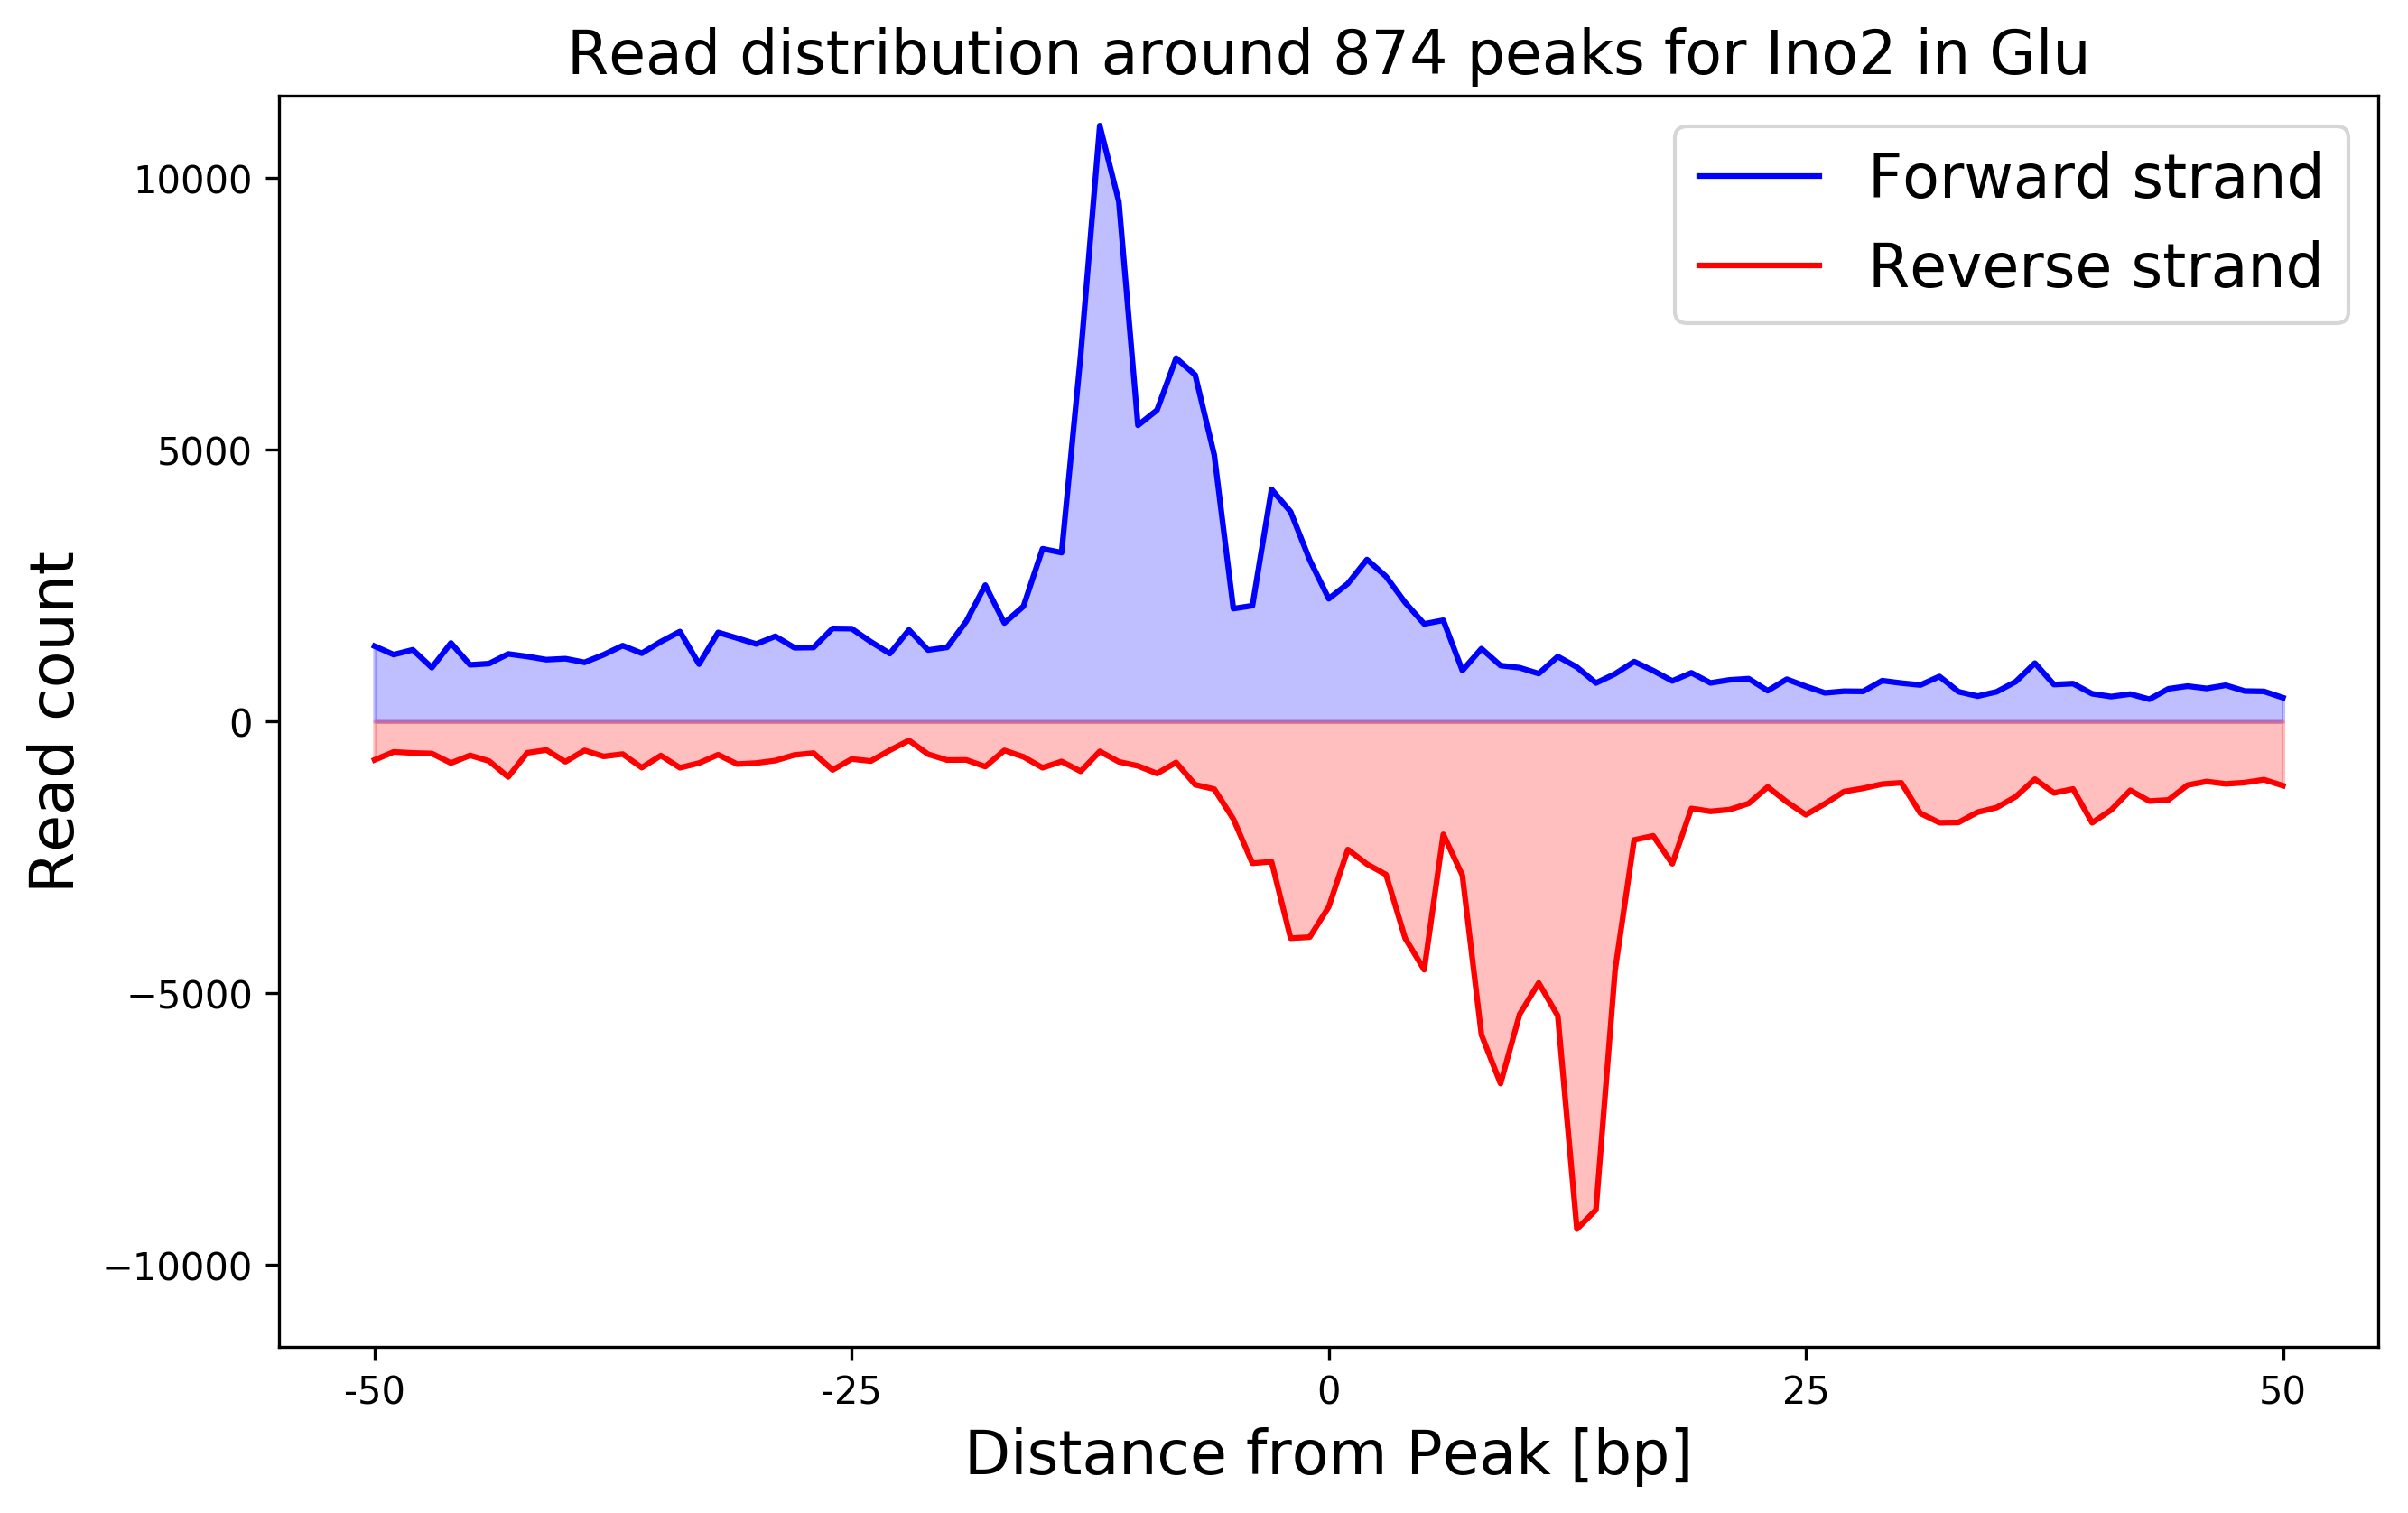 Read distribution around 874 peaks for Ino2 in Glu
Forward strand
Reverse strand
10000
5000
0
−5000
−10000
Read count
-50
-25
0
25
50
Distance from Peak [bp]